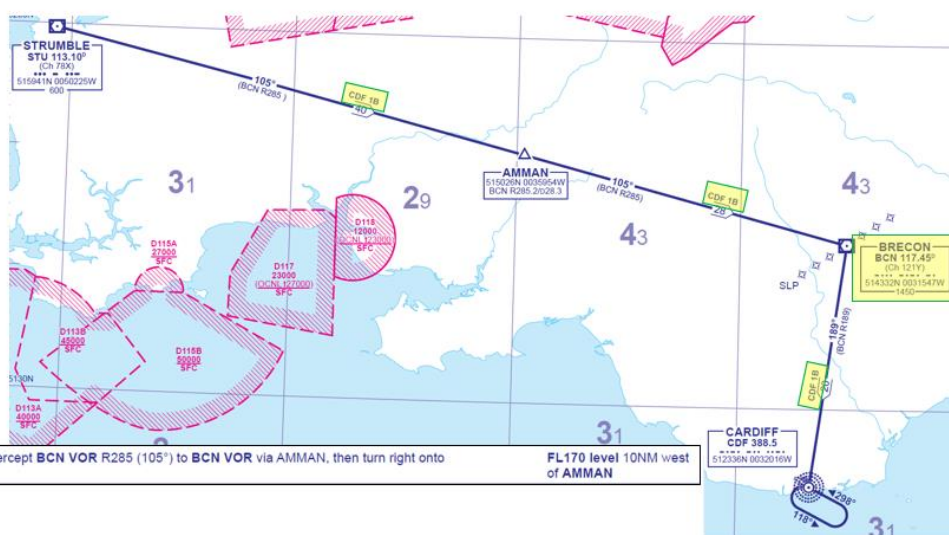 STRUMBLE
STU 113.10ᴰ
(Ch 78X)
515941N 0050225W
600
105°
(BCN R285 )
CDF 1B
40
AMMAN
515026N 0035954W
BCN R285.2/D28.3
105°
(BCN R285)
CDF 1B
28
BRECON
BCN 117.45ᴰ
(Ch 121Y)
514332N 0031547W
1450
SLP
31
29
43
43
D118
12000
SFC
D117
23000
(OCNL 127000)
SFC
D115A
27000
SFC
D115B
50000
SFC
D113B
45000
SFC
D113A
40000
SFC
5130N
189°
(BCN R189)
CDF 1B
20
31
CARDIFF
CDF 388.5
512336N 0032016W
298°
118°
31
ercept BCN VOR R285 (105°) to BCN VOR via AMMAN, then turn right onto
FL170 level 10NM west
of AMMAN